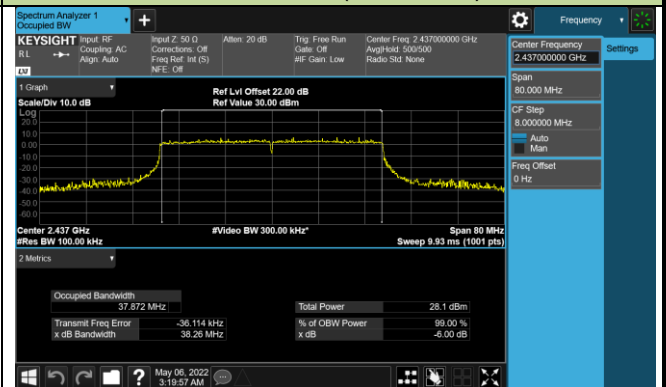 Spectrum Analyzer 1
Occupied BW
+
Frequency
KEYSIGHT
RL
LXI
Input: RF
Coupling: AC
Align: Auto
Input Z: 50 Ω
Corrections: Off
Freq Ref: Int (S)
NFE: Off
Atten: 20 dB
Trig: Free Run
Gate: Off
#IF Gain: Low
Center Freq: 2.437000000 GHz
Avg|Hold: 500/500
Radio Std: None
Center Frequency
2.437000000 GHz
Settings
Span
80.000 MHz
CF Step
8.000000 MHz
Auto
Man
Freq Offset
0 Hz
1 Graph
Scale/Div 10.0 dB
Ref Lvl Offset 22.00 dB
Ref Value 30.00 dBm
Log
20.0
10.0
0.00
-10.0
-20.0
-30.0
-40.0
-50.0
-60.0
Center 2.437 GHz
#Video BW 300.00 kHz*
Span 80 MHz
#Res BW 100.00 kHz
Sweep 9.93 ms (1001 pts)
2 Metrics
Occupied Bandwidth
37.872 MHz
Total Power
28.1 dBm
Transmit Freq Error
-36.114 kHz
% of OBW Power
99.00 %
x dB Bandwidth
38.26 MHz
x dB
-6.00 dB
?
May 06, 2022
3:19:57 AM